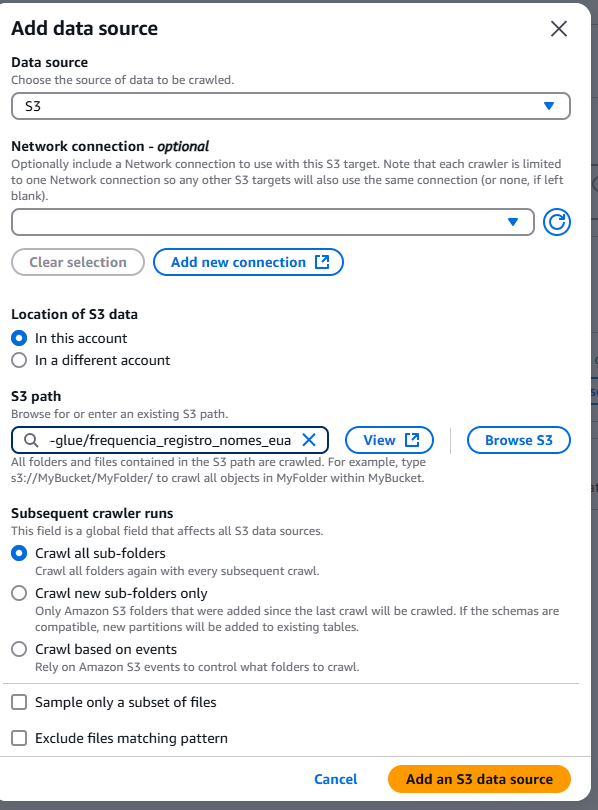 Add data source
Data source
Choose the source of data to be crawled.
S3
Network connection - optional
Optionally include a Network connection to use with this S3 target. Note that each crawler is limited
to one Network connection so any other S3 targets will also use the same connection (or none, if left
blank).
Clear selection
Add new connection
Location of S3 data
In this account
In a different account
S3 path
Browse for or enter an existing S3 path.
-glue/frequencia_registro_nomes_eua
View
Browse S3
All folders and files contained in the S3 path are crawled. For example, type
s3://MyBucket/MyFolder/ to crawl all objects in MyFolder within MyBucket.
Subsequent crawler runs
This field is a global field that affects all S3 data sources.
Crawl all sub-folders
Crawl all folders again with every subsequent crawl.
Crawl new sub-folders only
Only Amazon S3 folders that were added since the last crawl will be crawled. If the schemas are
compatible, new partitions will be added to existing tables.
Crawl based on events
Rely on Amazon S3 events to control what folders to crawl.
Sample only a subset of files
Exclude files matching pattern
Cancel
Add an S3 data source